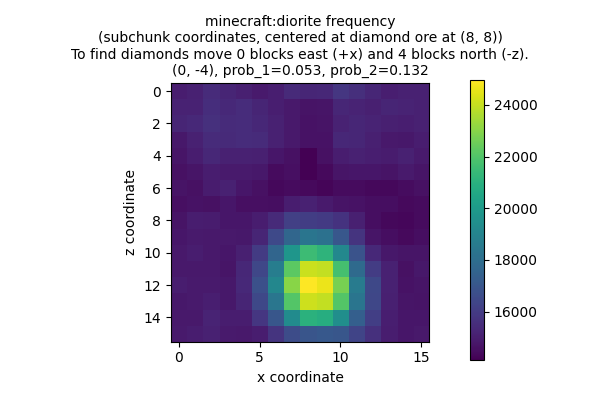 minecraft:diorite frequency
(subchunk coordinates, centered at diamond ore at (8, 8))
To find diamonds move 0 blocks east (+x) and 4 blocks north (-z).
(0, -4), prob_1=0.053, prob_2=0.132
0
2
4
6
8
10
12
14
z coordinate
0
5
10
15
x coordinate
24000
22000
20000
18000
16000